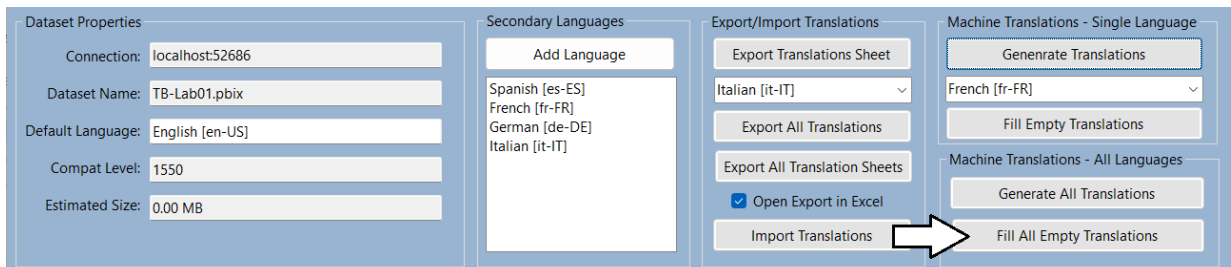 Dataset Properties
Connection: localhost:52686
Dataset Name: TB-Lab01.pbix
Default Language: English [en-US]
Compat Level: 1550
Estimated Size: 0.00 MB
Secondary Languages
Add Language
Spanish [es-ES]
French [fr-FR]
German [de-DE]
Italian [it-IT]
Export/Import Translations
Export Translations Sheet
Italian [it-IT]
Export All Translations
Export All Translation Sheets
Open Export in Excel
Import Translations
Machine Translations - Single Language
Genenrate Translations
French [fr-FR]
Fill Empty Translations
Machine Translations - All Languages
Generate All Translations
Fill All Empty Translations